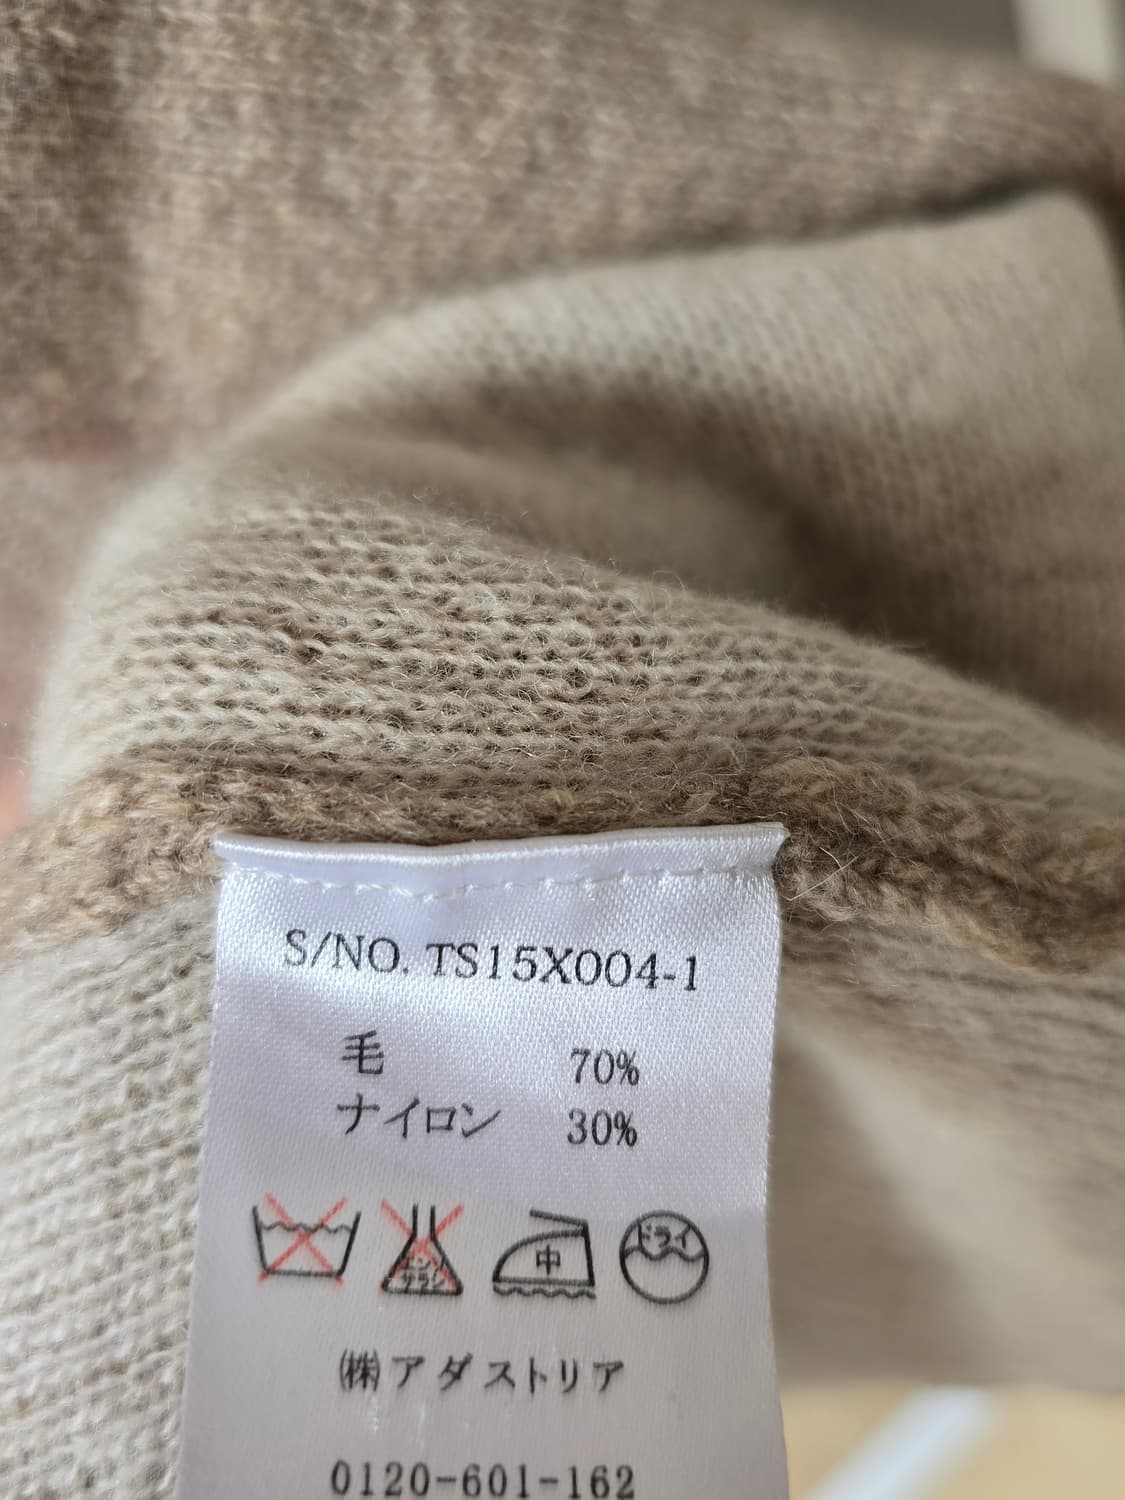 S/NO. TS15X004-1
毛 70%
ナイロン 30%
エンソ
サラシ
中
ドライ
㈱アダストリア
0120-601-162